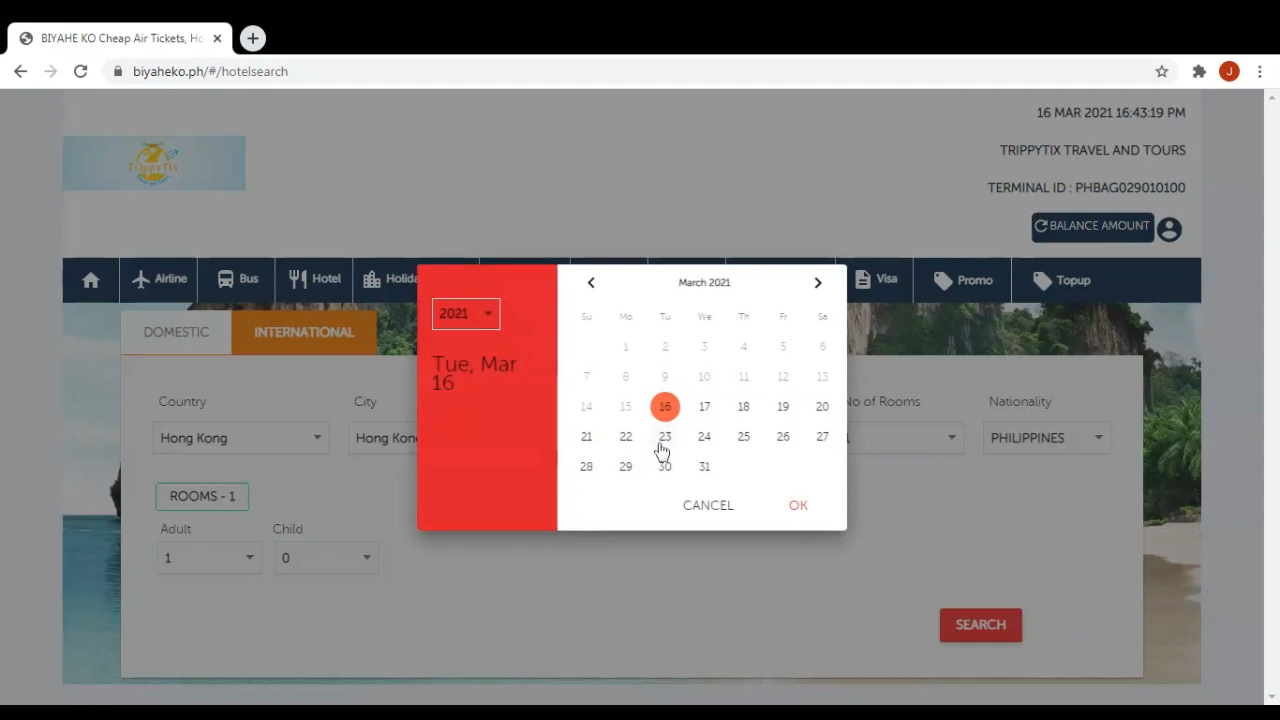 BIYAHE KO Cheap Air Tickets, Ho
biyaheko.ph/#/hotelsearch
J
16 MAR 2021 16:43:19 PM
TrippyTix
TRIPPYTIX TRAVEL AND TOURS
TERMINAL ID : PHBAG029010100
BALANCE AMOUNT
Airline Bus Hotel Holida Visa Promo Topup
DOMESTIC INTERNATIONAL
2021
Tue, Mar
16
March 2021
Su Mo Tu We Th Fr Sa
1 2 3 4 5 6
7 8 9 10 11 12 13
14 15 16 17 18 19 20
21 22 23 24 25 26 27
28 29 30 31
CANCEL OK
Country City No of Rooms Nationality
Hong Kong Hong Kon 1 PHILIPPINES
ROOMS - 1
Adult Child
1 0
SEARCH